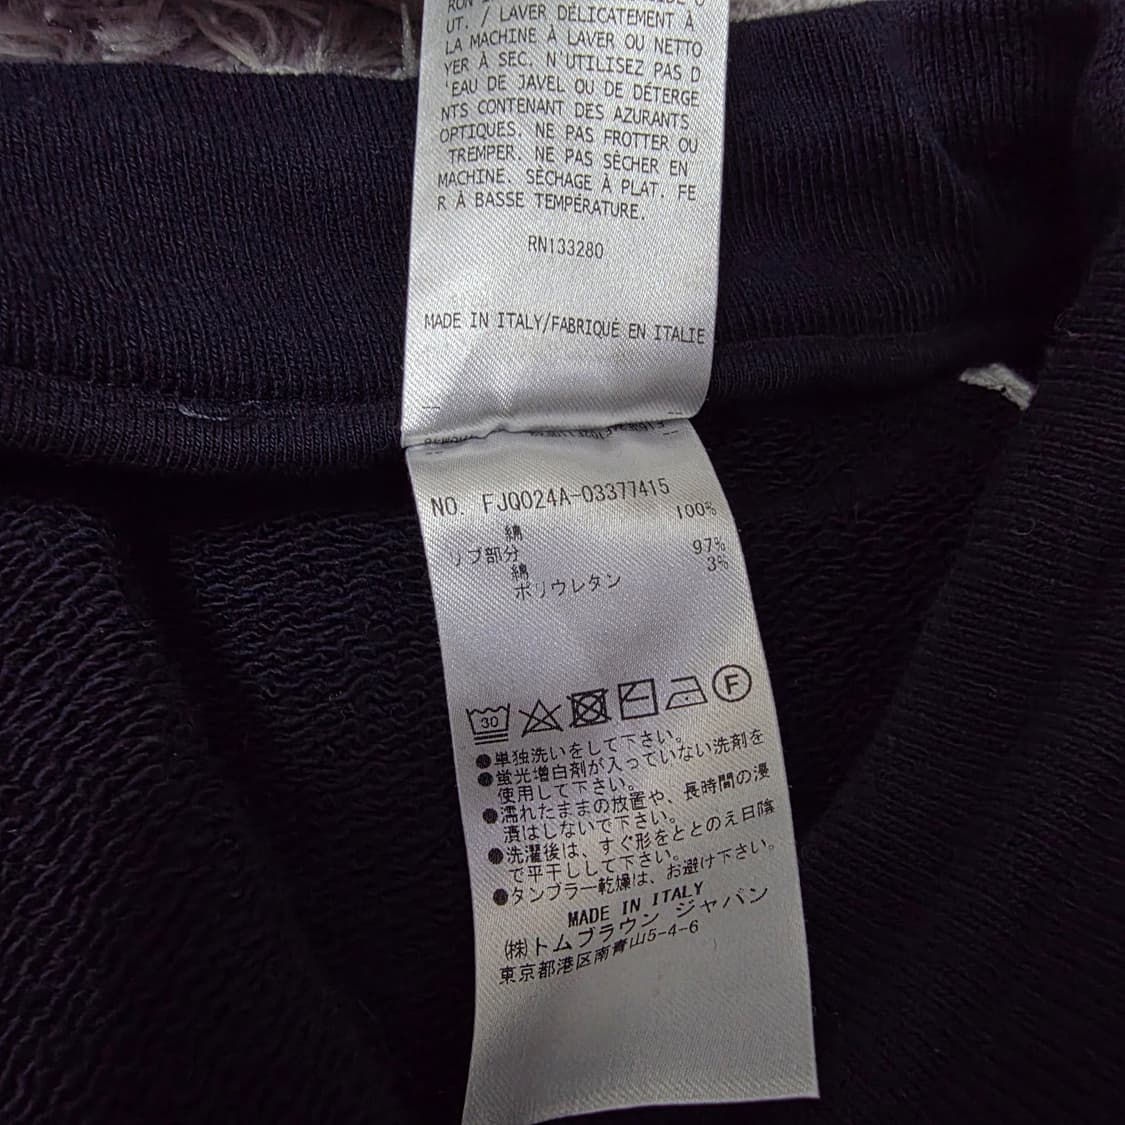 UT. / LAVER DÉLICATEMENT À
LA MACHINE À LAVER OU NETTO
YER À SEC. N'UTILISEZ PAS D
'EAU DE JAVEL OU DE DÉTERGE
NTS CONTENANT DES AZURANTS
OPTIQUES. NE PAS FROTTER OU
TREMPER. NE PAS SÉCHER EN
MACHINE. SÉCHAGE À PLAT. FE
R À BASSE TEMPÉRATURE.
RN133280
MADE IN ITALY/FABRIQUÉ EN ITALIE
NO. FJQ024A-03377415
綿 100%
リブ部分
綿 97%
ポリウレタン 3%
30
F
●単独洗いをして下さい。
●蛍光増白剤が入っていない洗剤を
使用して下さい。
●濡れたままの放置や、長時間の浸
漬はしないで下さい。
●洗濯後は、すぐ形をととのえ日陰
で平干しして下さい。
●タンブラー乾燥は、お避け下さい。
MADE IN ITALY
(株)トムブラウン ジャパン
東京都港区南青山5-4-6